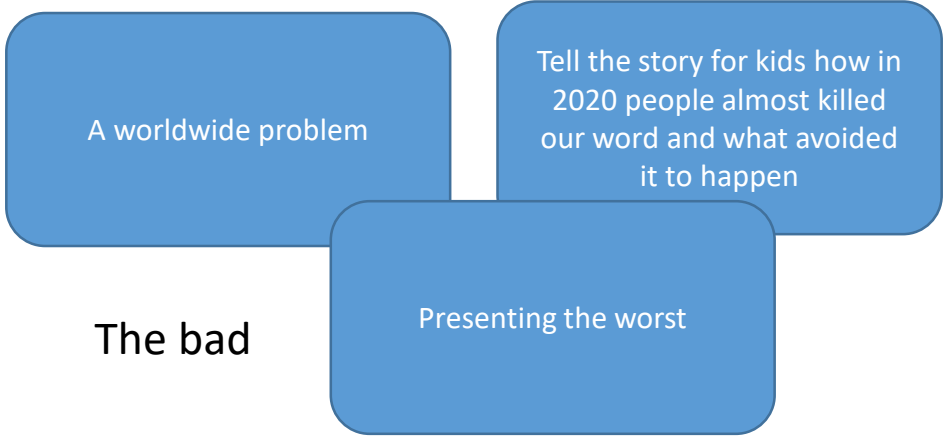 A worldwide problem
Tell the story for kids how in
2020 people almost killed
our word and what avoided
it to happen
Presenting the worst
The bad